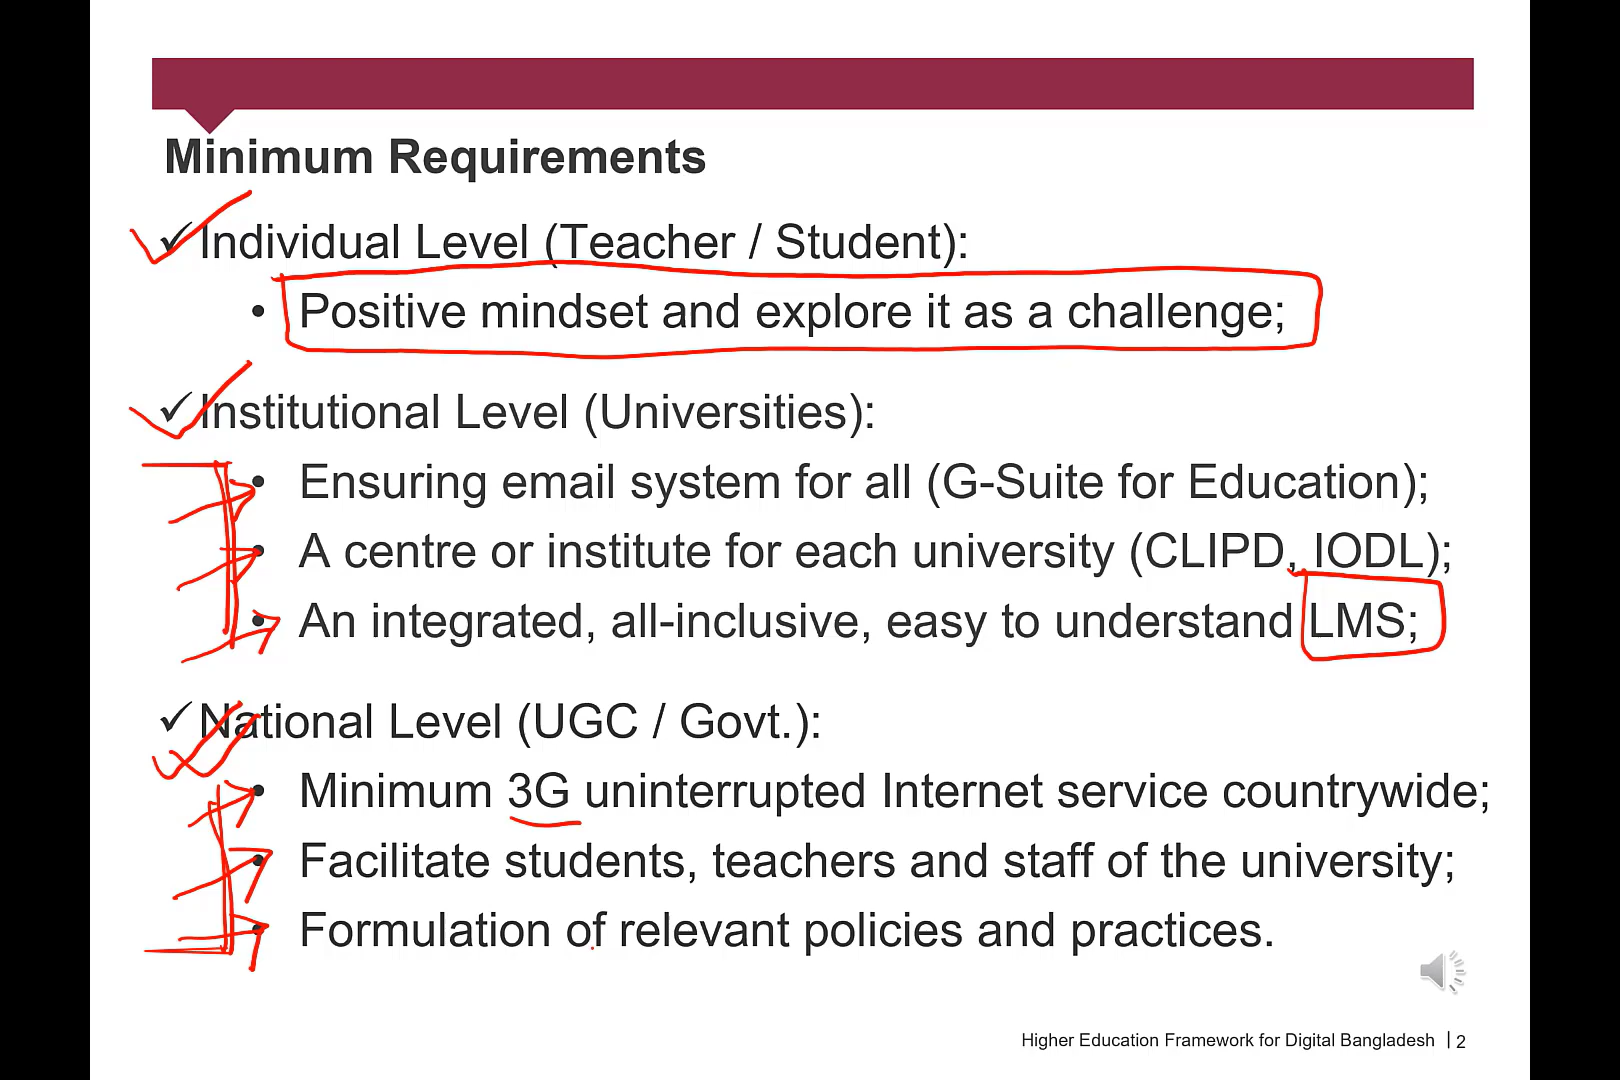 Minimum Requirements
✓ Individual Level (Teacher / Student):
• Positive mindset and explore it as a challenge;
✓ Institutional Level (Universities):
• Ensuring email system for all (G-Suite for Education);
• A centre or institute for each university (CLIPD, IODL);
• An integrated, all-inclusive, easy to understand LMS;
✓ National Level (UGC / Govt.):
• Minimum 3G uninterrupted Internet service countrywide;
• Facilitate students, teachers and staff of the university;
• Formulation of relevant policies and practices.
Higher Education Framework for Digital Bangladesh | 2